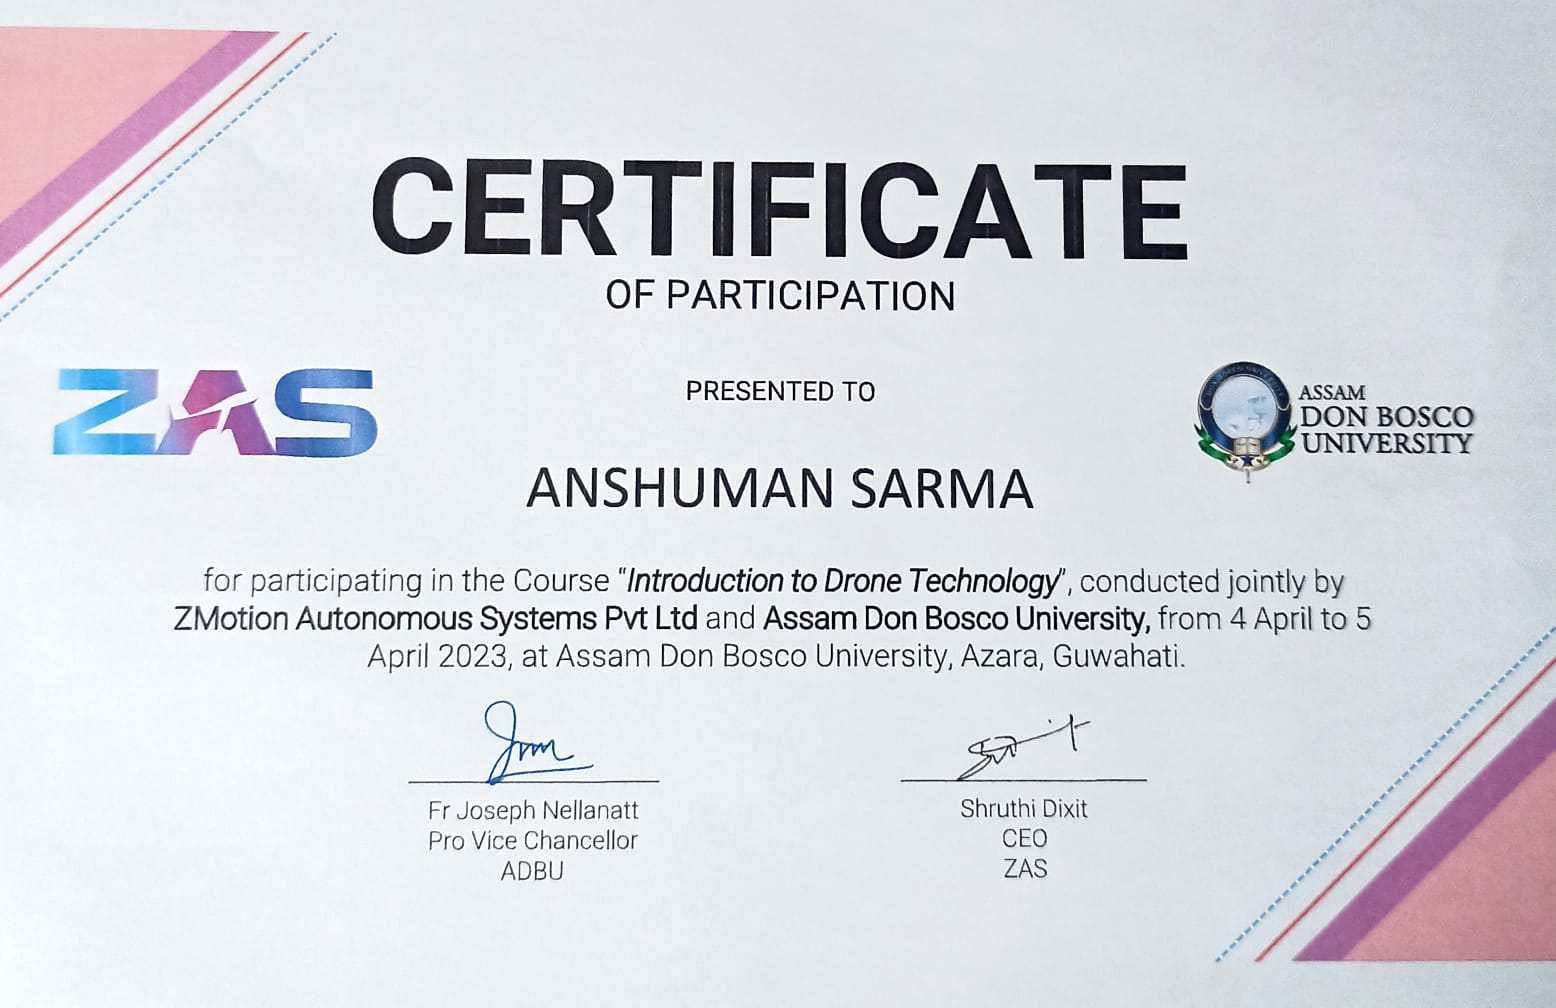 CERTIFICATE
OF PARTICIPATION
ZAS
PRESENTED TO
ASSAM
DON BOSCO
UNIVERSITY
ANSHUMAN SARMA
for participating in the Course “Introduction to Drone Technology”, conducted jointly by
ZMotion Autonomous Systems Pvt Ltd and Assam Don Bosco University, from 4 April to 5
April 2023, at Assam Don Bosco University, Azara, Guwahati.
Fr Joseph Nellanatt
Pro Vice Chancellor
ADBU
Shruthi Dixit
CEO
ZAS